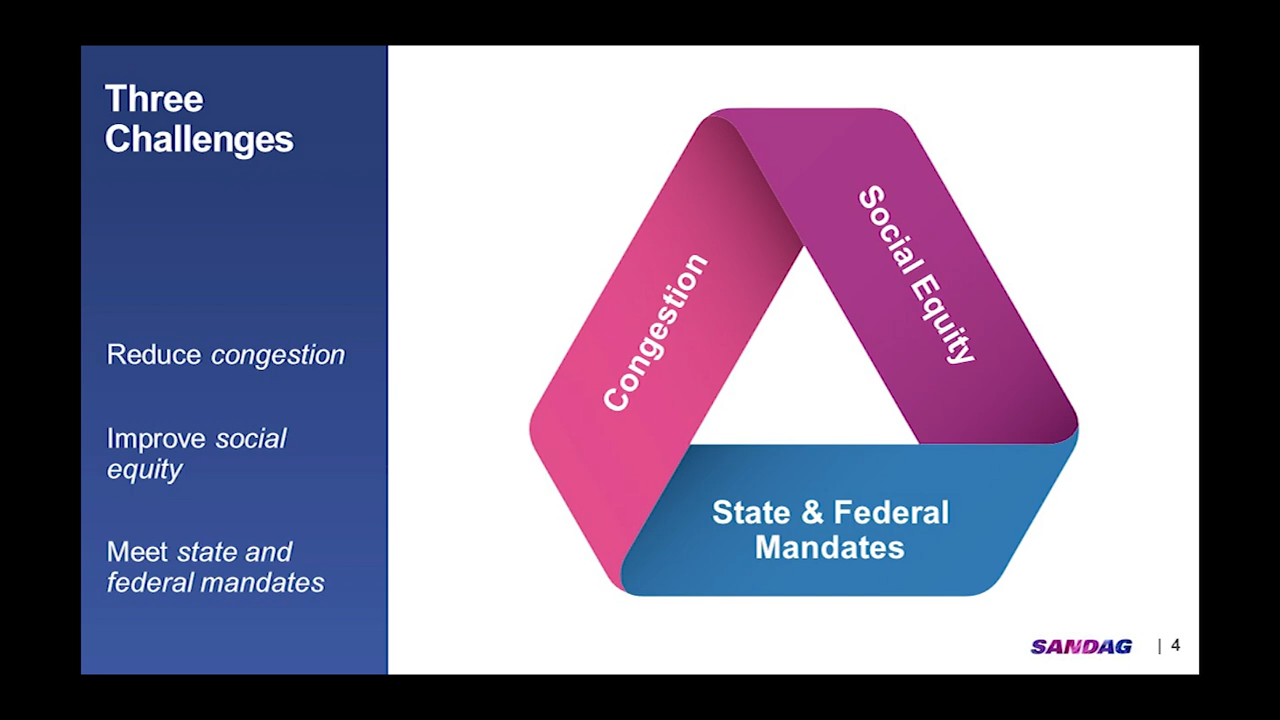 Three
Challenges
Reduce congestion
Improve social
equity
Meet state and
federal mandates
Congestion
Social Equity
State & Federal
Mandates
SANDAG | 4